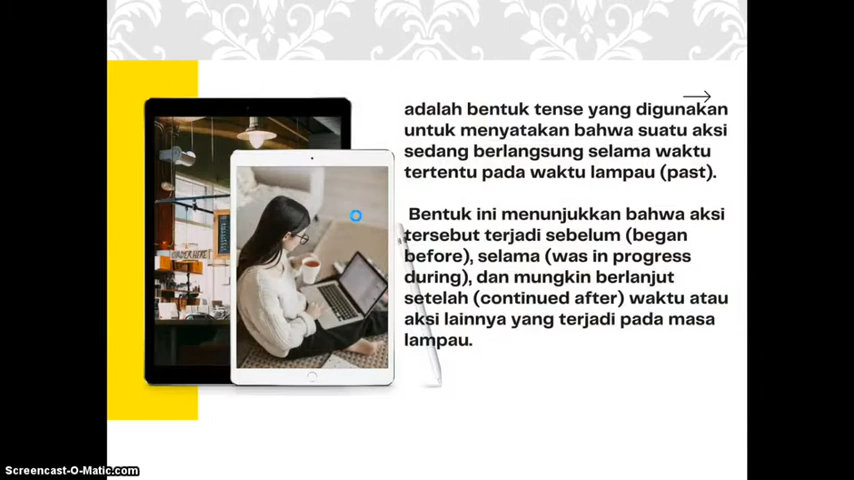 adalah bentuk tense yang digunakan
untuk menyatakan bahwa suatu aksi
sedang berlangsung selama waktu
tertentu pada waktu lampau (past).
Bentuk ini menunjukkan bahwa aksi
tersebut terjadi sebelum (began
before), selama (was in progress
during), dan mungkin berlanjut
setelah (continued after) waktu atau
aksi lainnya yang terjadi pada masa
lampau.
ORDER HERE
Screencast-O-Matic.com